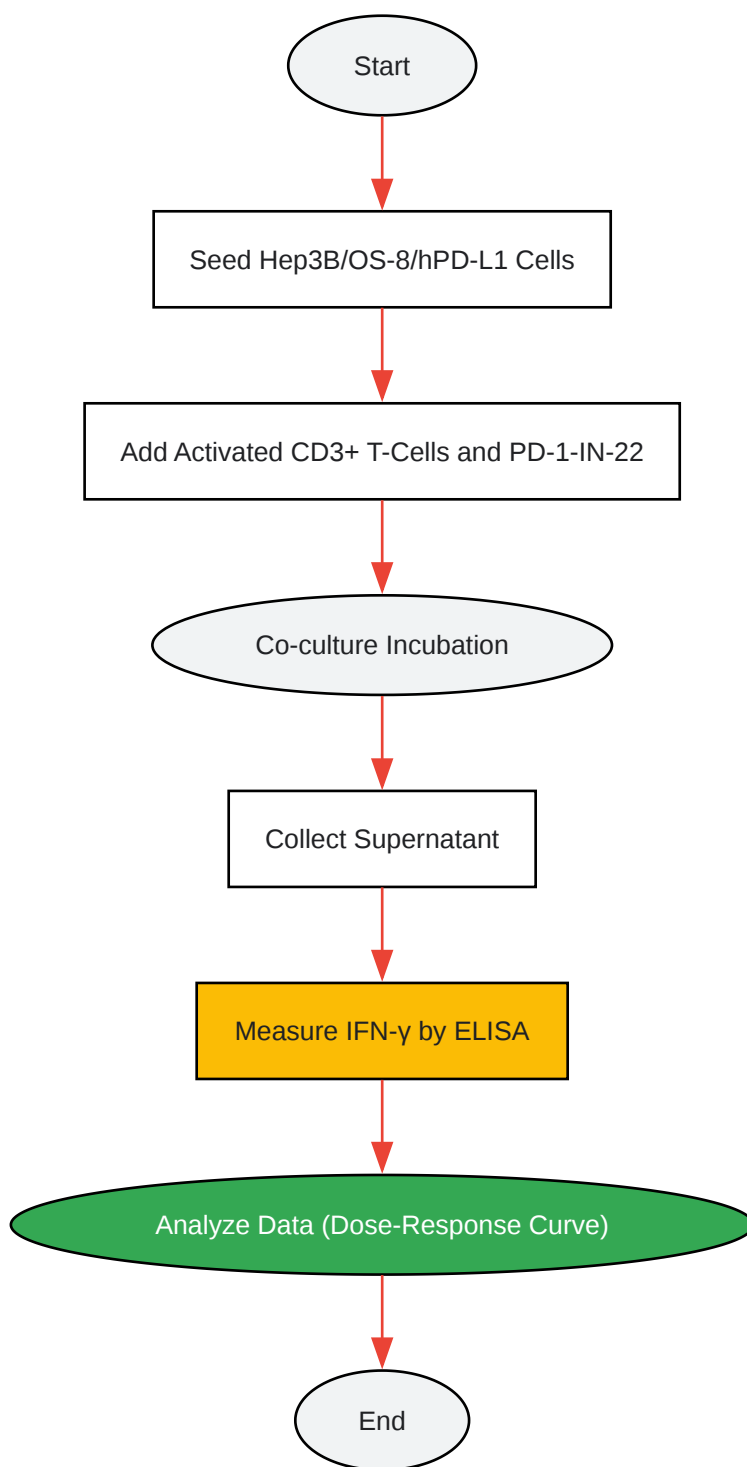 Start
Seed Hep3B/OS-8/hPD-L1 Cells
Add Activated CD3+ T-Cells and PD-1-IN-22
Co-culture Incubation
Collect Supernatant
Measure IFN-γ by ELISA
Analyze Data (Dose-Response Curve)
End